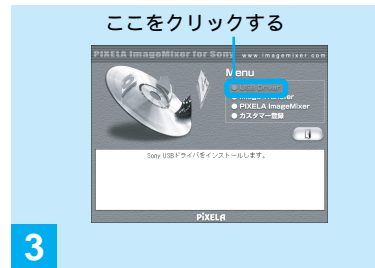 ここをクリックする
PIXELA ImageMixer for Sony
www.imagemixer.com
Menu
USB Driver
Image Transfer
PIXELA ImageMixer
カスタマー登録
Sony USBドライバをインストールします。
PIXELA
3